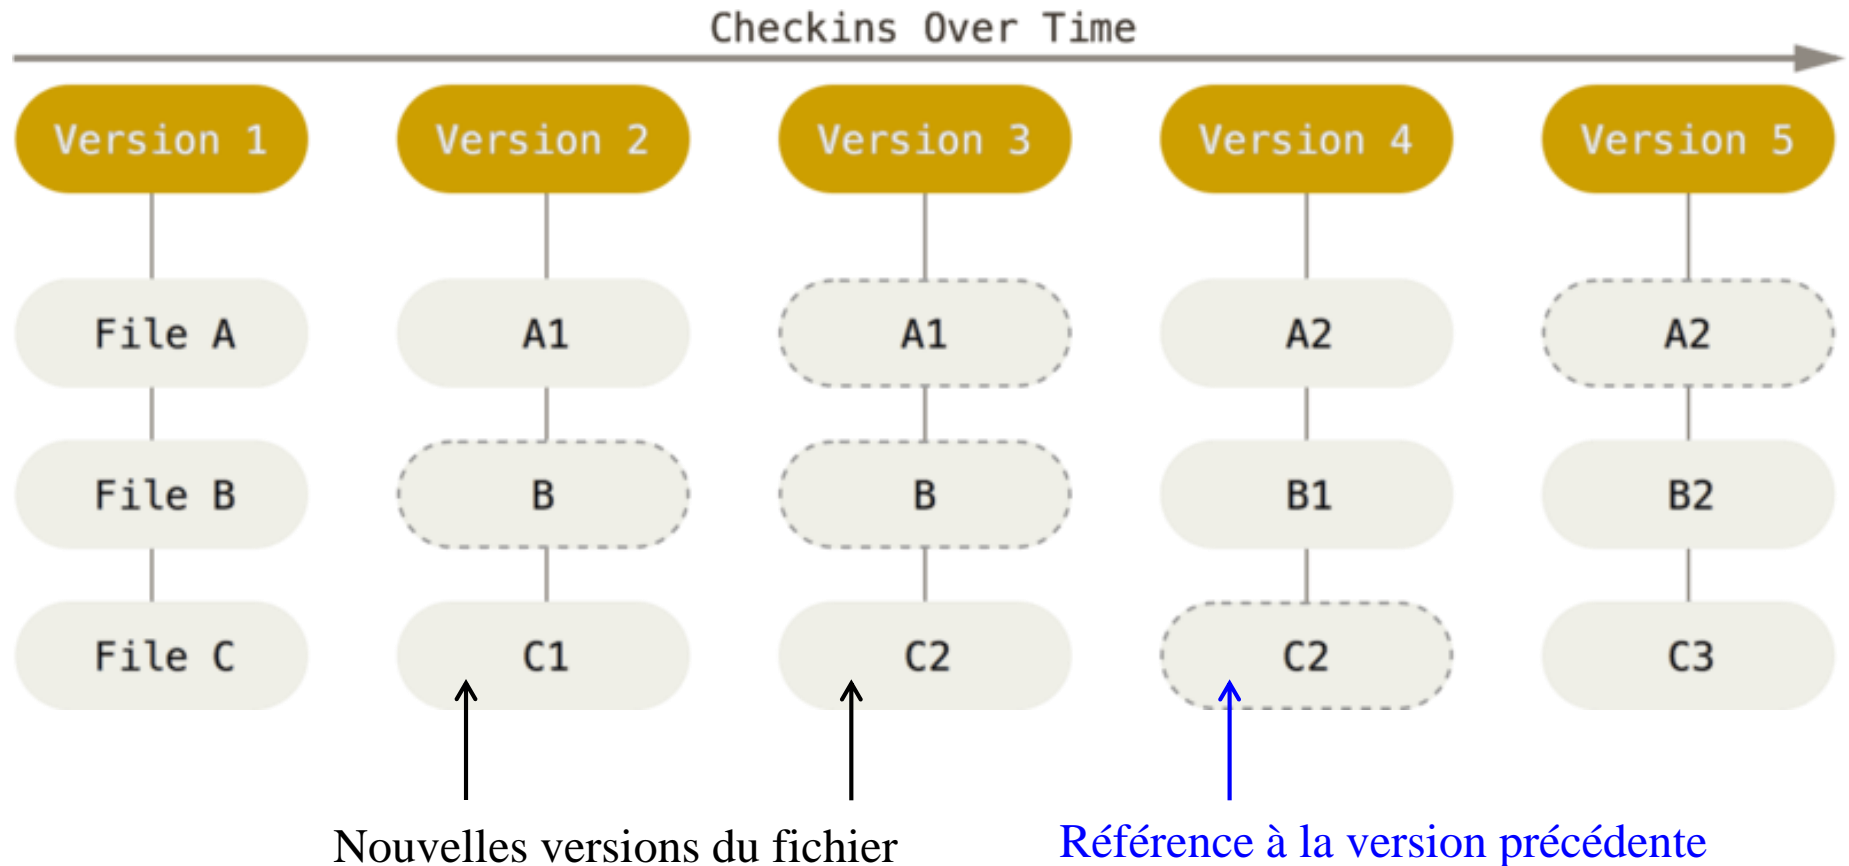 Checkins Over Time
Version 1 Version 2 Version 3 Version 4 Version 5
File A A1 A1 A2 A2
File B B B B1 B2
File C C1 C2 C2 C3
Nouvelles versions du fichier Référence à la version précédente